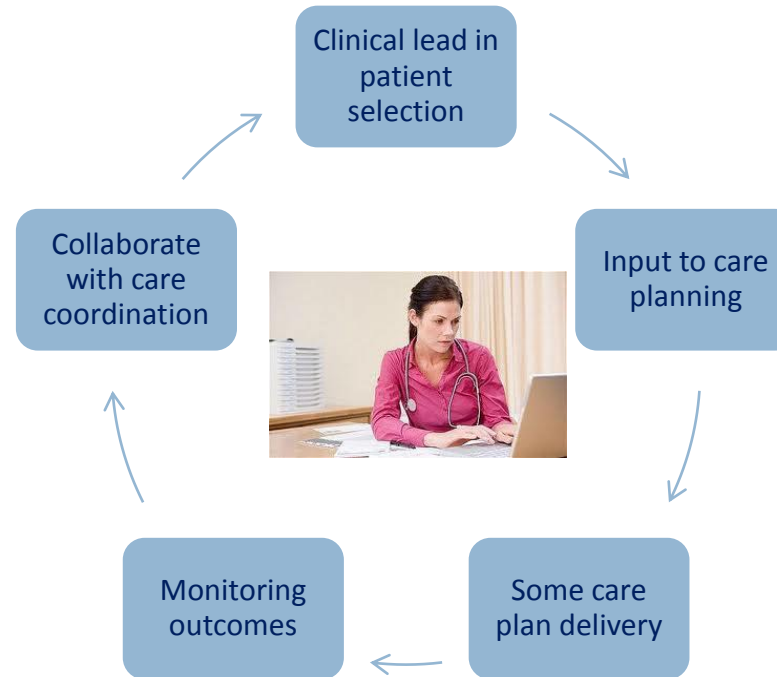 Clinical lead in
patient
selection
Input to care
planning
Some care
plan delivery
Monitoring
outcomes
Collaborate
with care
coordination